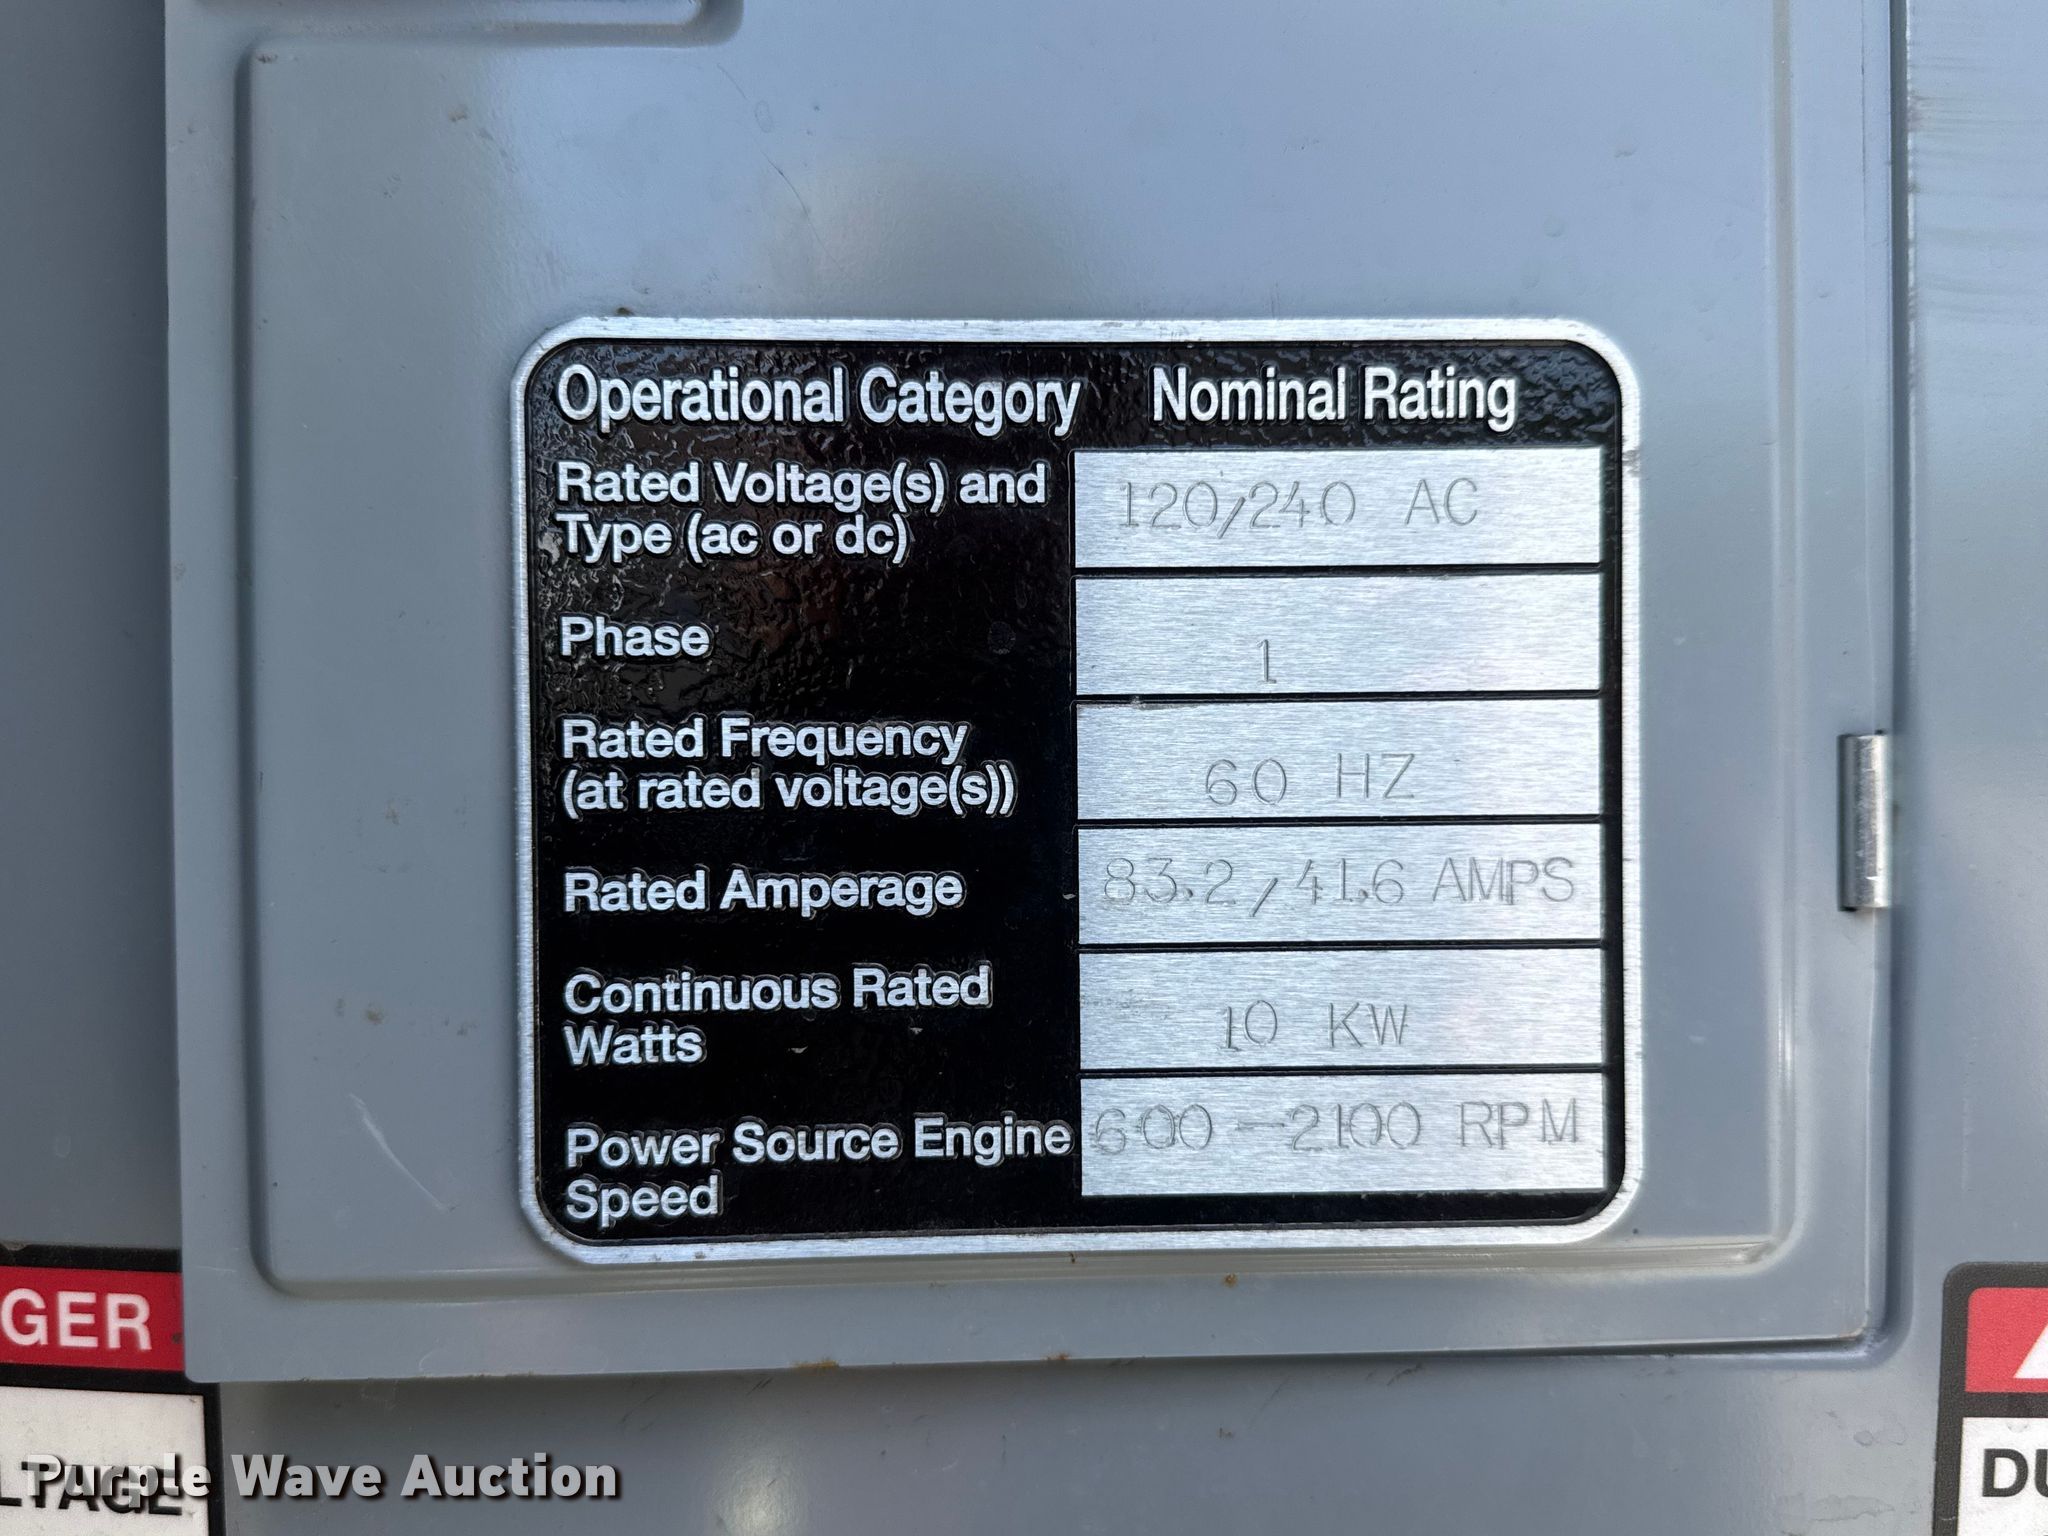 Operational Category Nominal Rating
Rated Voltage(s) and
Type (ac or dc)
120/240 AC
Phase
1
Rated Frequency
(at rated voltage(s))
60 HZ
Rated Amperage
83.2/41.6 AMPS
Continuous Rated
Watts
10 KW
Power Source Engine
Speed
600-2100 RPM
GER
LTAGE
DU
Purple Wave Auction